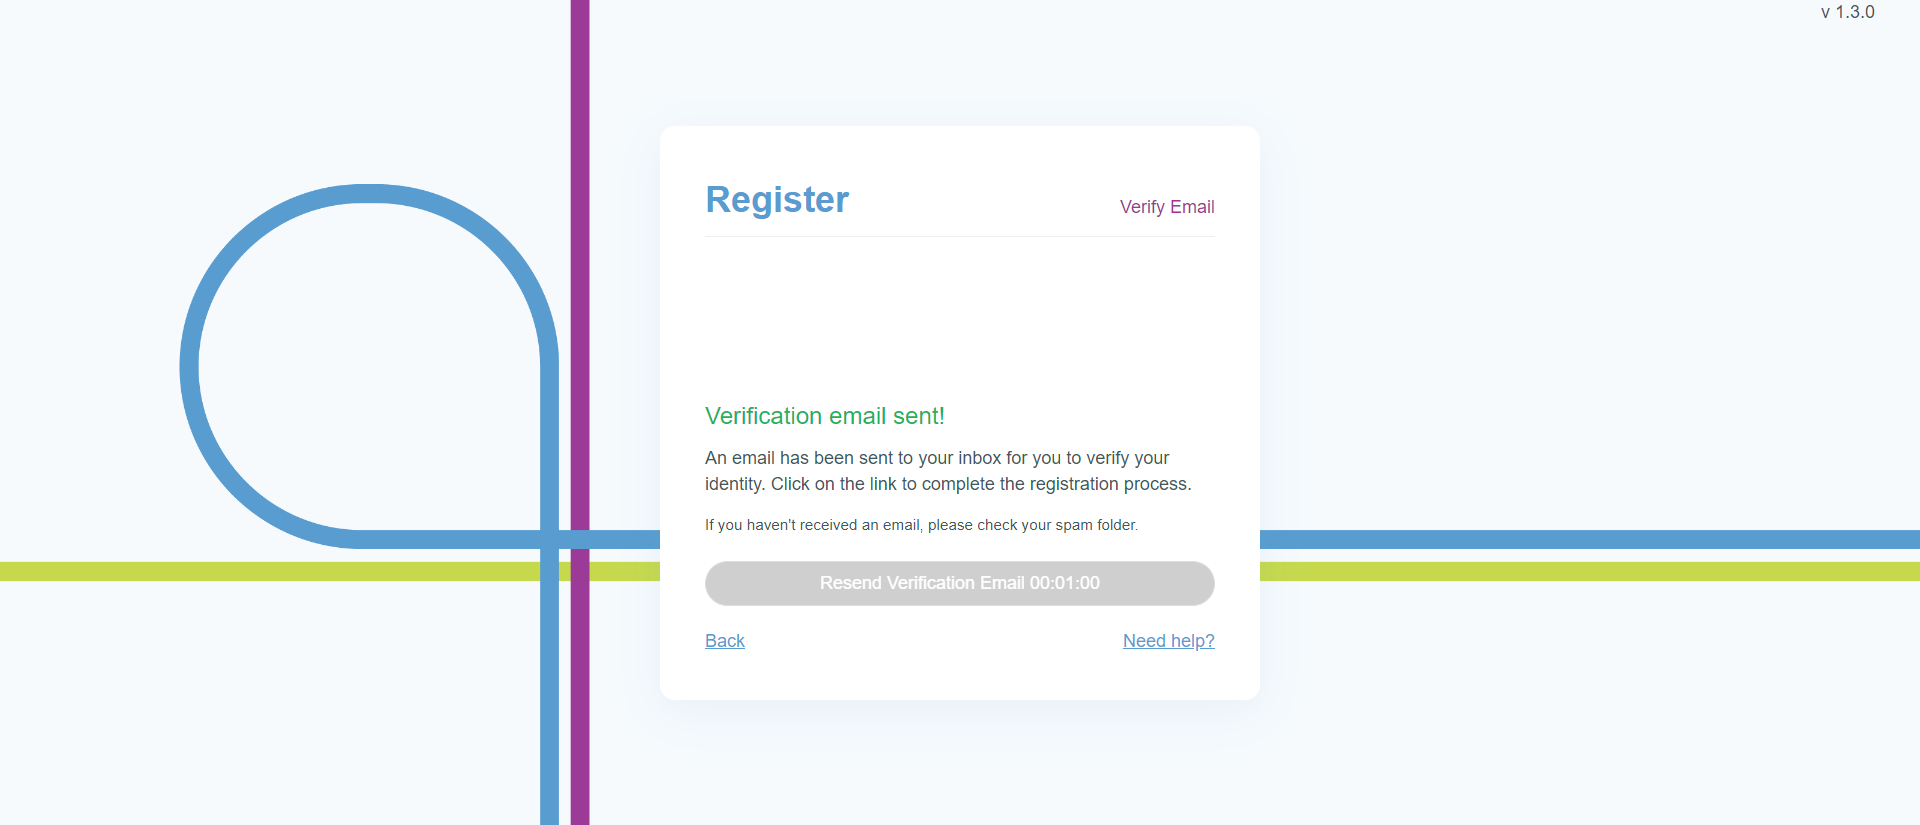 v 1.3.0
Register
Verify Email
Verification email sent!
An email has been sent to your inbox for you to verify your
identity. Click on the link to complete the registration process.
If you haven't received an email, please check your spam folder.
Resend Verification Email 00:01:00
Back
Need help?